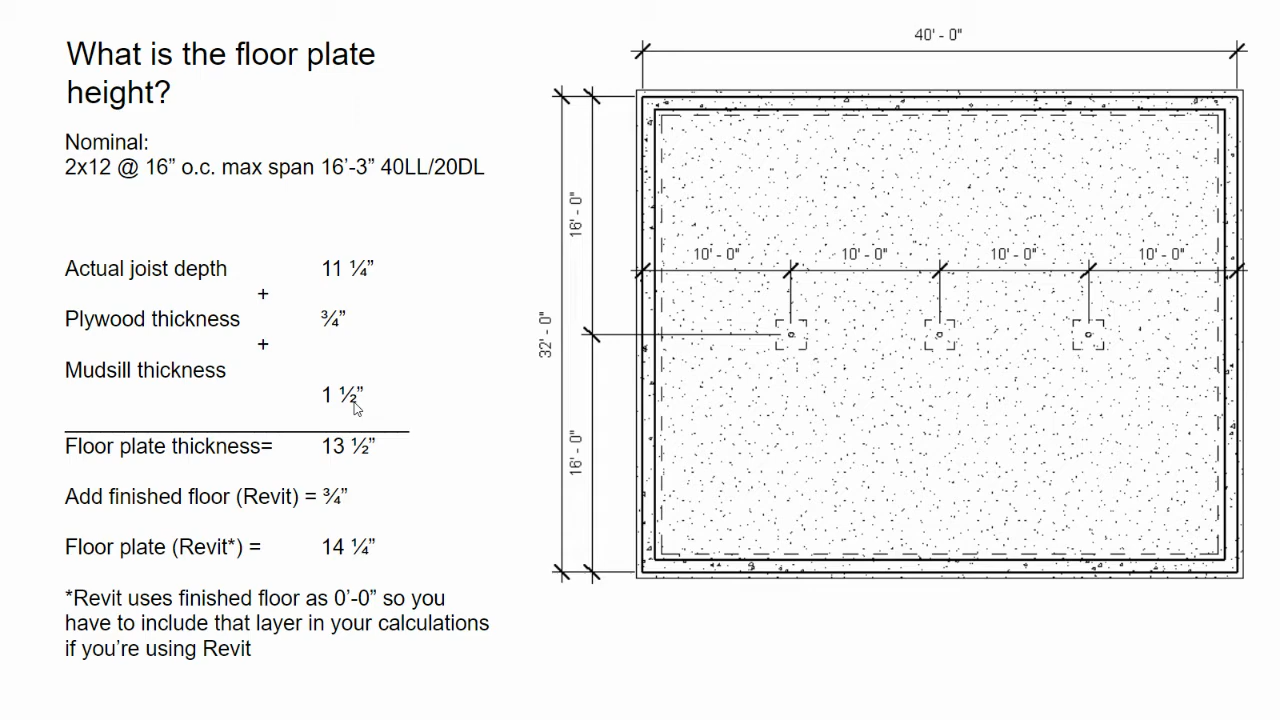 What is the floor plate
height?
Nominal:
2x12 @ 16” o.c. max span 16’-3” 40LL/20DL
Actual joist depth 11 ¼”
+
Plywood thickness ¾”
+
Mudsill thickness
1 ½”
Floor plate thickness= 13 ½”
Add finished floor (Revit) = ¾”
Floor plate (Revit*) = 14 ¼”
*Revit uses finished floor as 0’-0” so you
have to include that layer in your calculations
if you’re using Revit
40' - 0"
16' - 0"
10' - 0" 10' - 0" 10' - 0" 10' - 0"
32' - 0"
16' - 0"